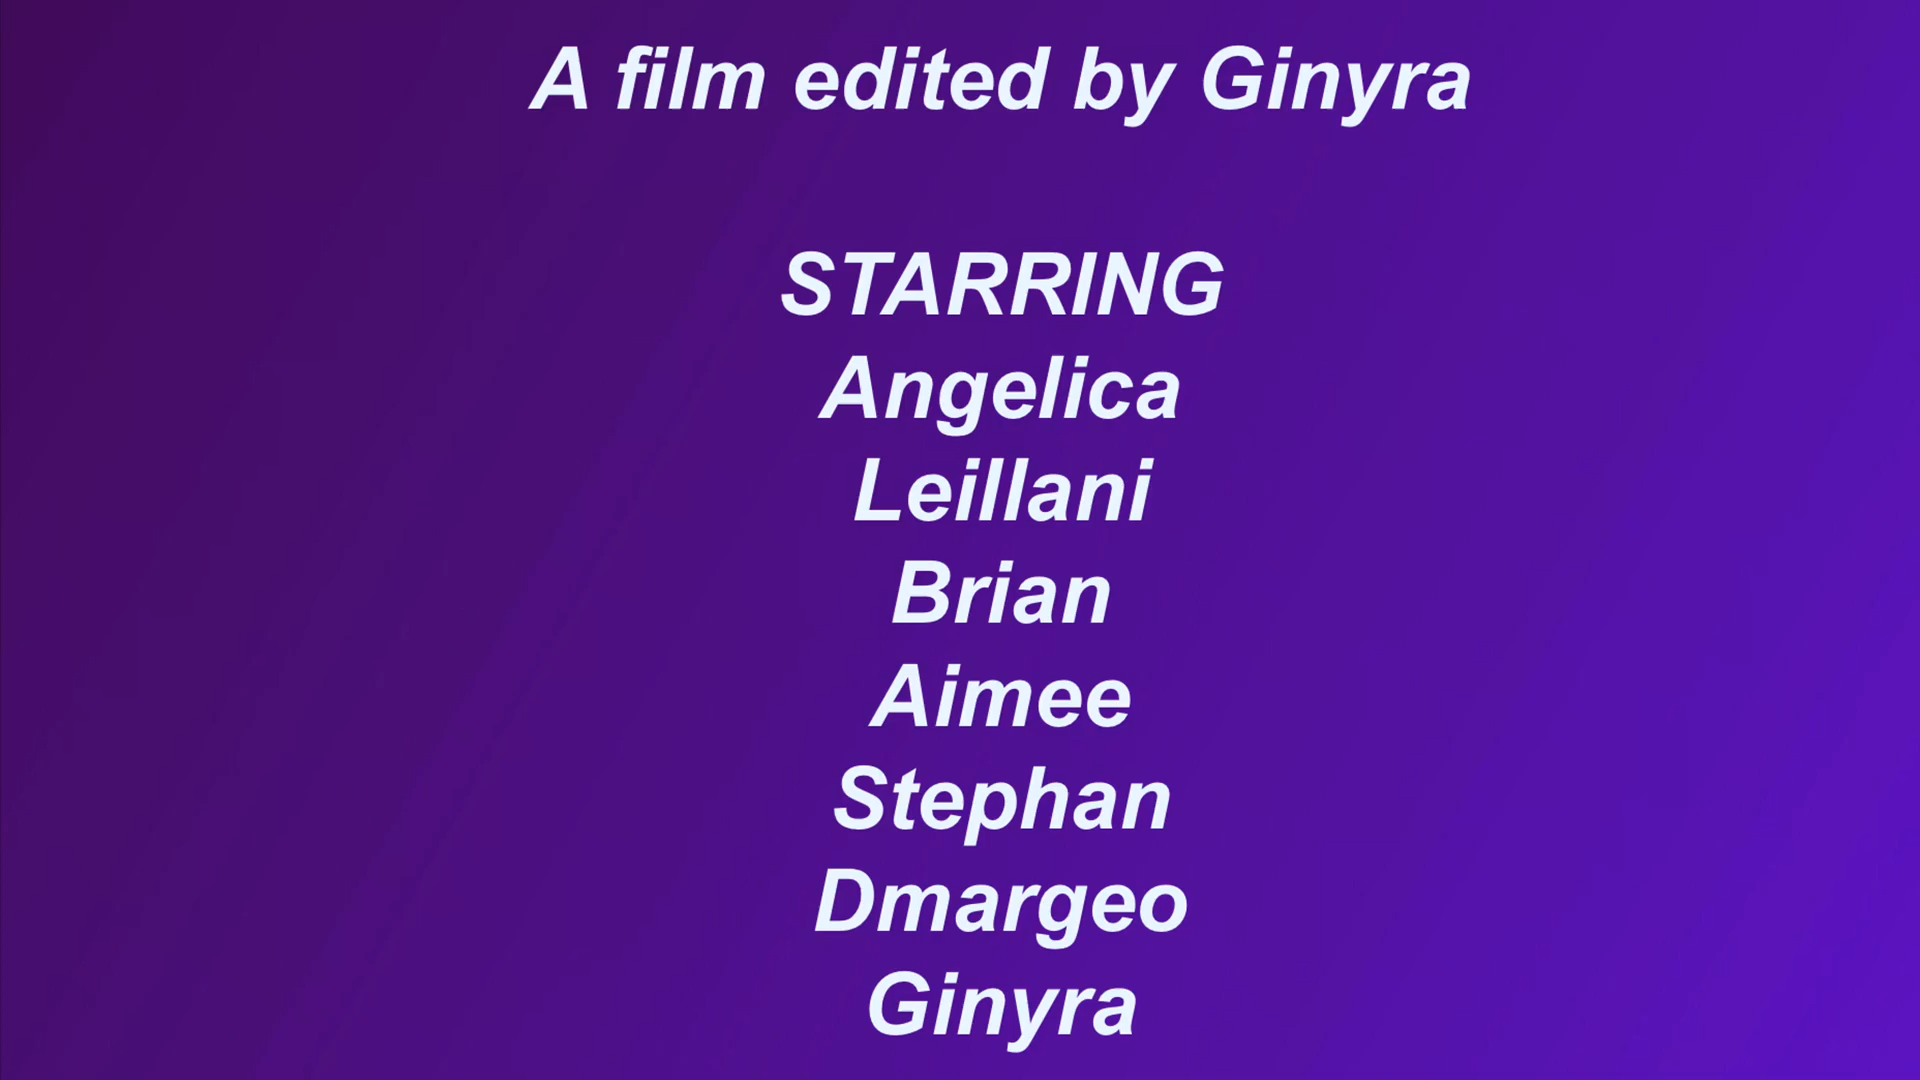 A film edited by Ginyra
STARRING
Angelica
Leillani
Brian
Aimee
Stephan
Dmargeo
Ginyra